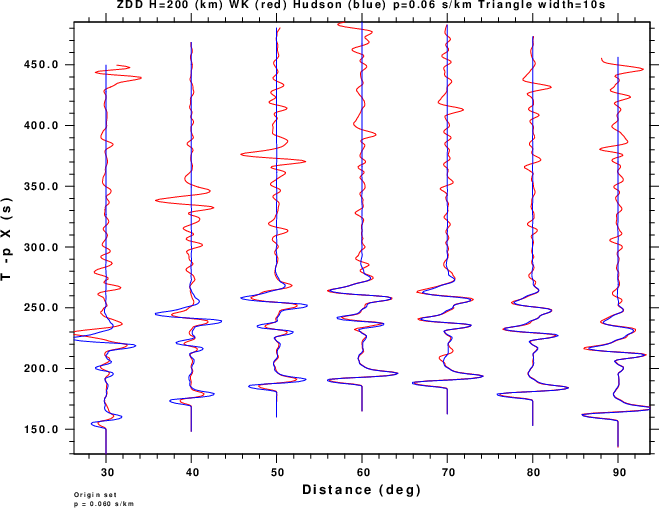 ZDD H=200 (km) WK (red) Hudson (blue) p=0.06 s/km Triangle width=10s
450.0
400.0
350.0
300.0
250.0
200.0
150.0
T -p X (s)
30 40 50 60 70 80 90
Distance (deg)
Origin set
p = 0.060 s/km